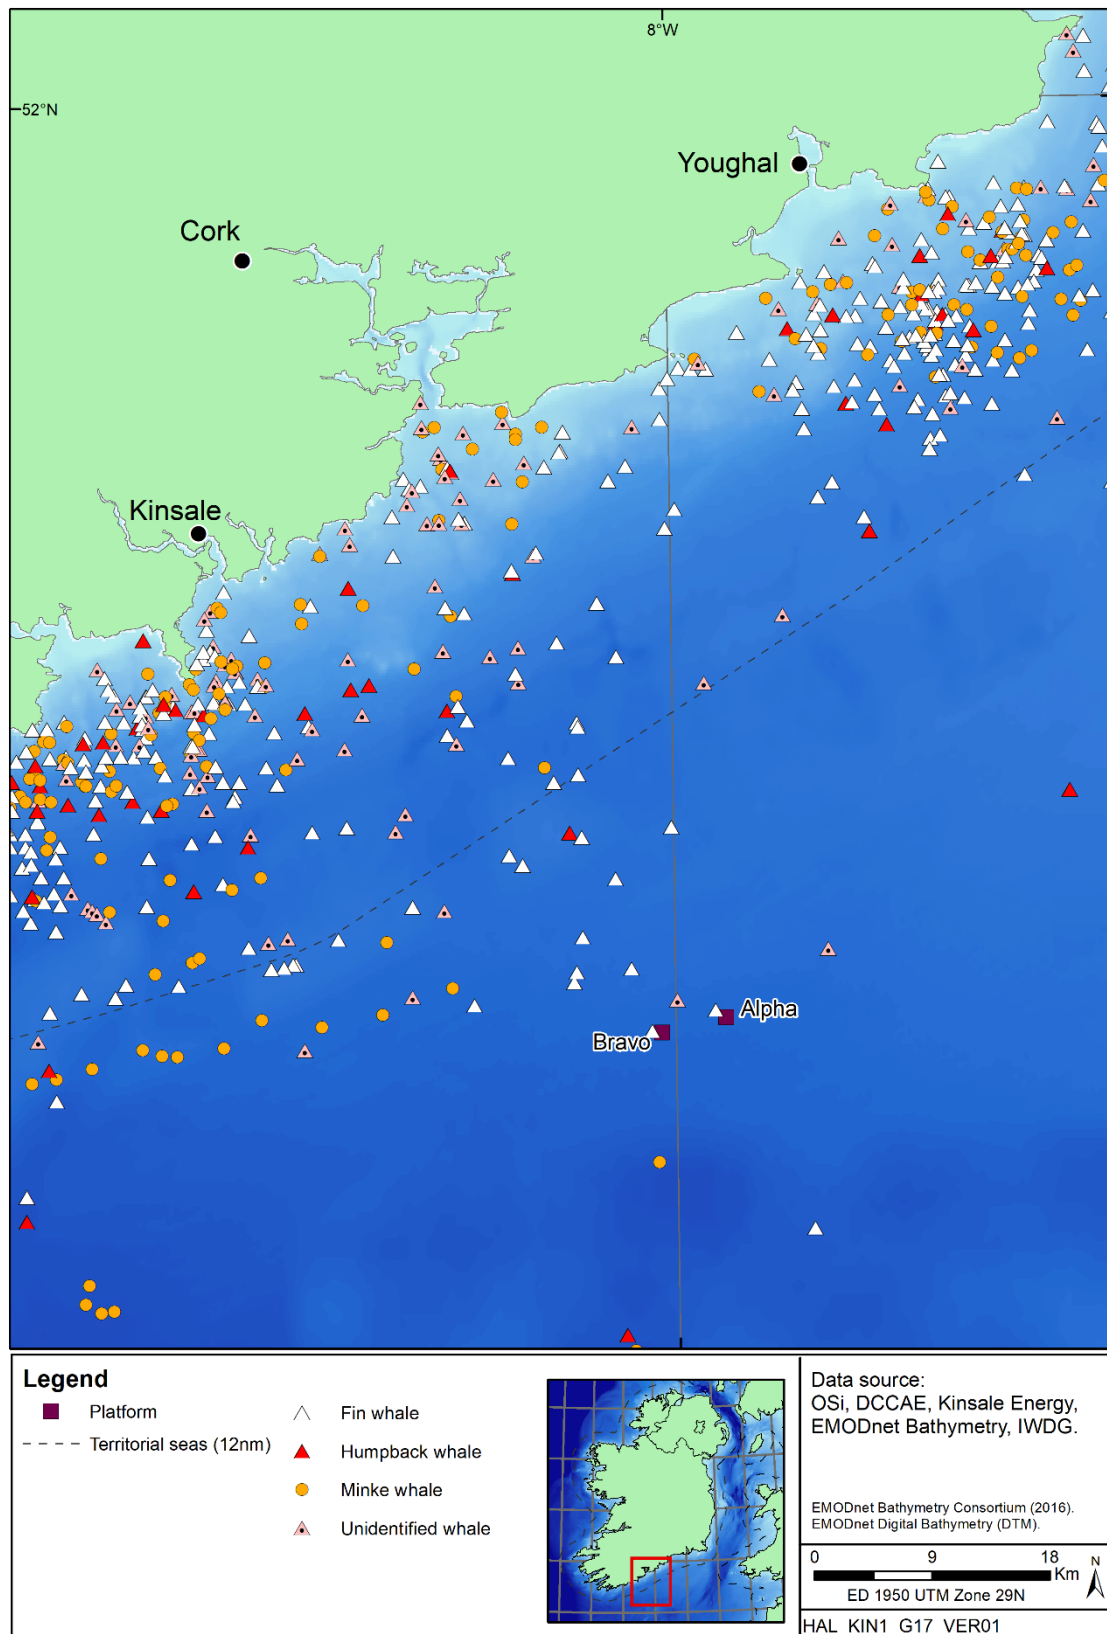 8°W
52°N
Youghal
Cork
Kinsale
Alpha
Bravo
Legend
Platform
Territorial seas (12nm)
Fin whale
Humpback whale
Minke whale
Unidentified whale
Data source:
OSi, DCCAE, Kinsale Energy,
EMODnet Bathymetry, IWDG.
EMODnet Bathymetry Consortium (2016).
EMODnet Digital Bathymetry (DTM).
0 9 18
Km
N
ED 1950 UTM Zone 29N
HAL_KIN1_G17_VER01